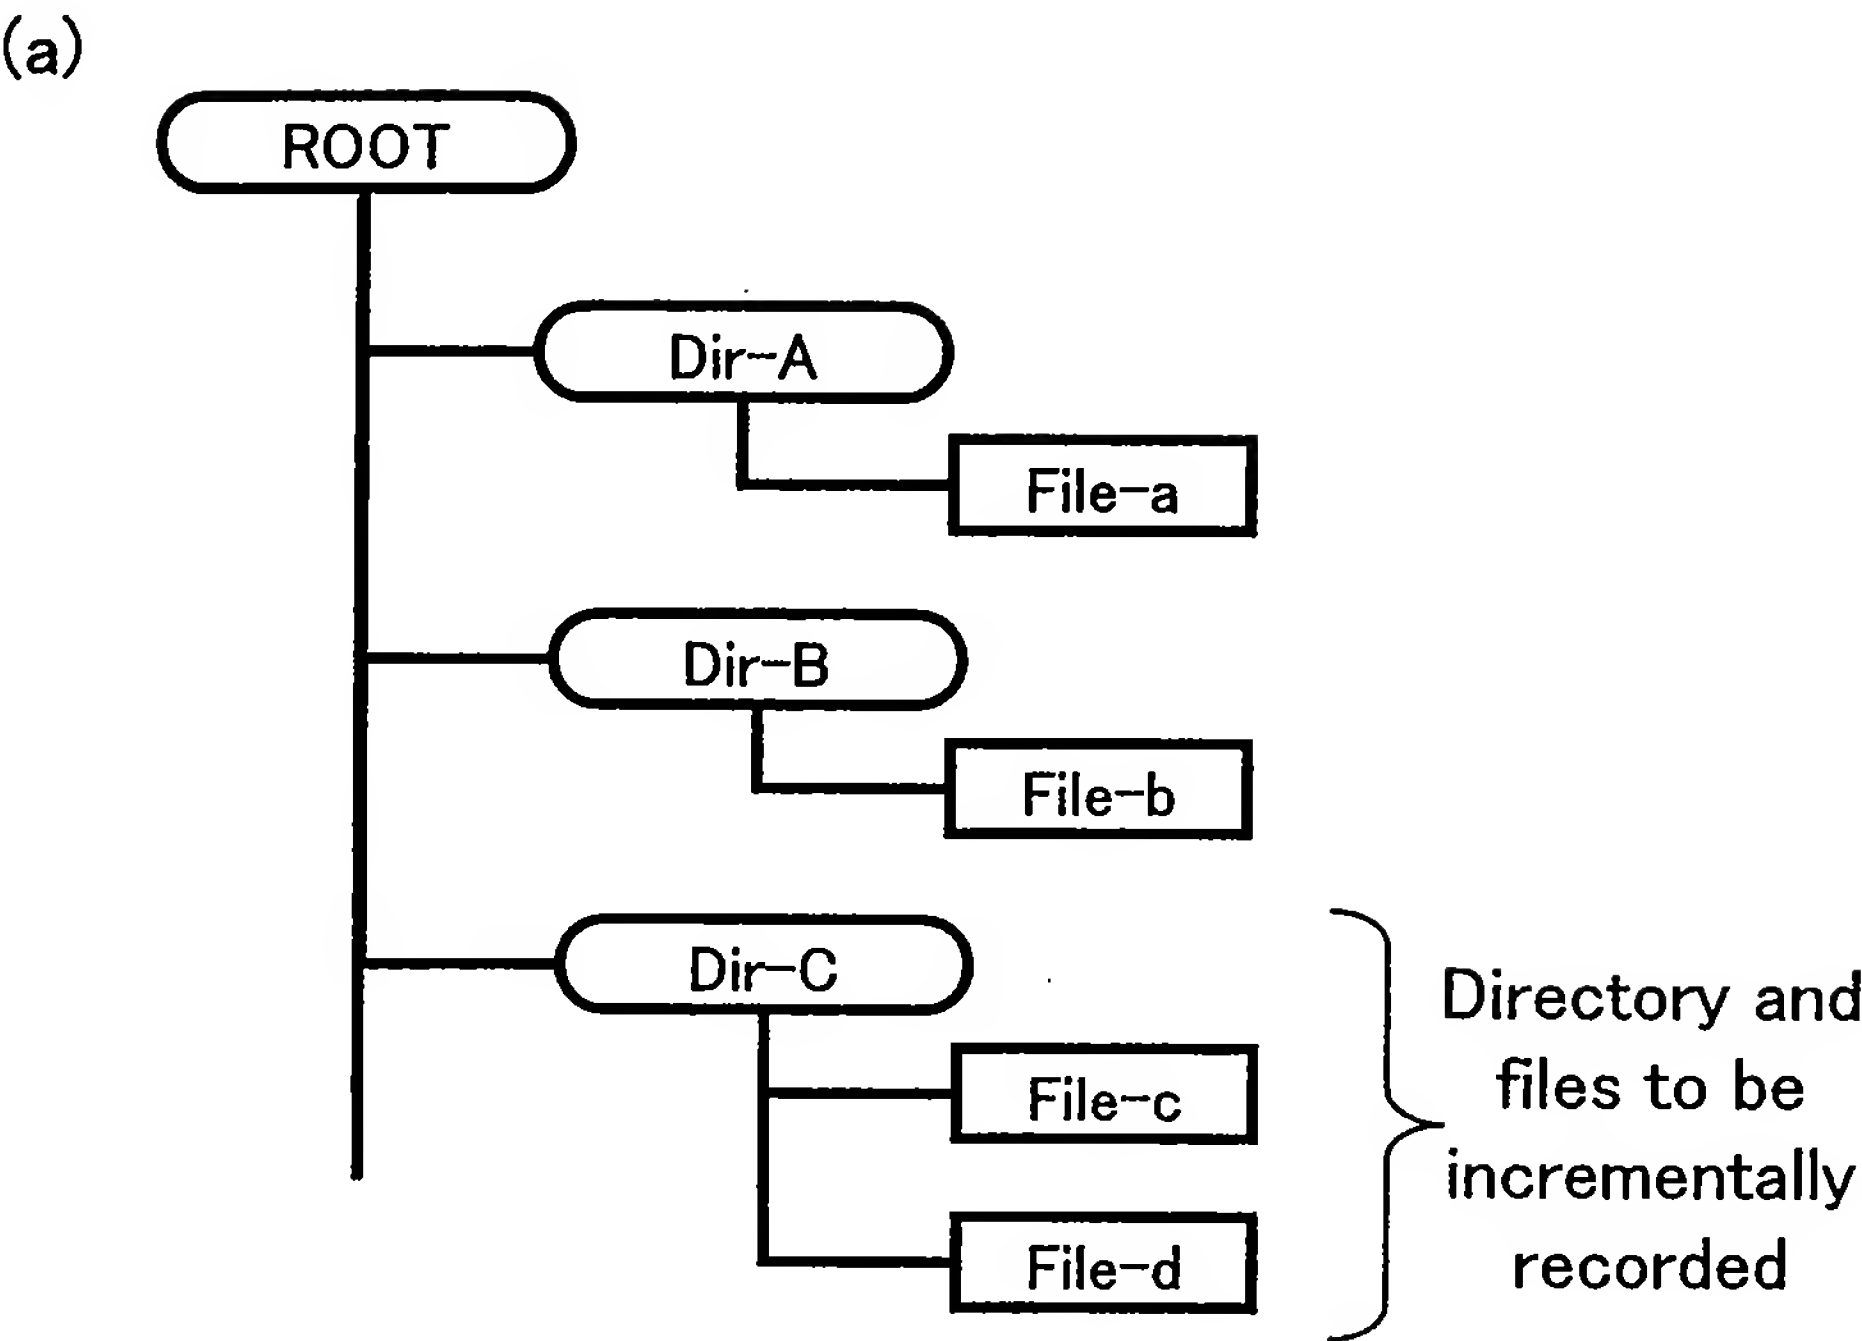 (a)
ROOT
Dir-A
File-a
Dir-B
File-b
Dir-C
File-c
File-d
Directory and
files to be
incrementally
recorded